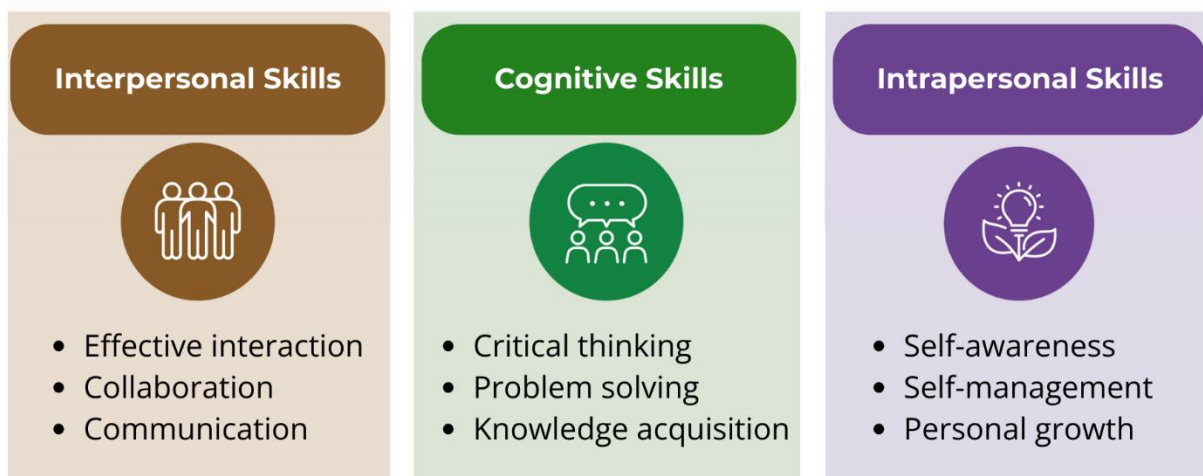 Interpersonal Skills
• Effective interaction
• Collaboration
• Communication
Cognitive Skills
• Critical thinking
• Problem solving
• Knowledge acquisition
Intrapersonal Skills
• Self-awareness
• Self-management
• Personal growth